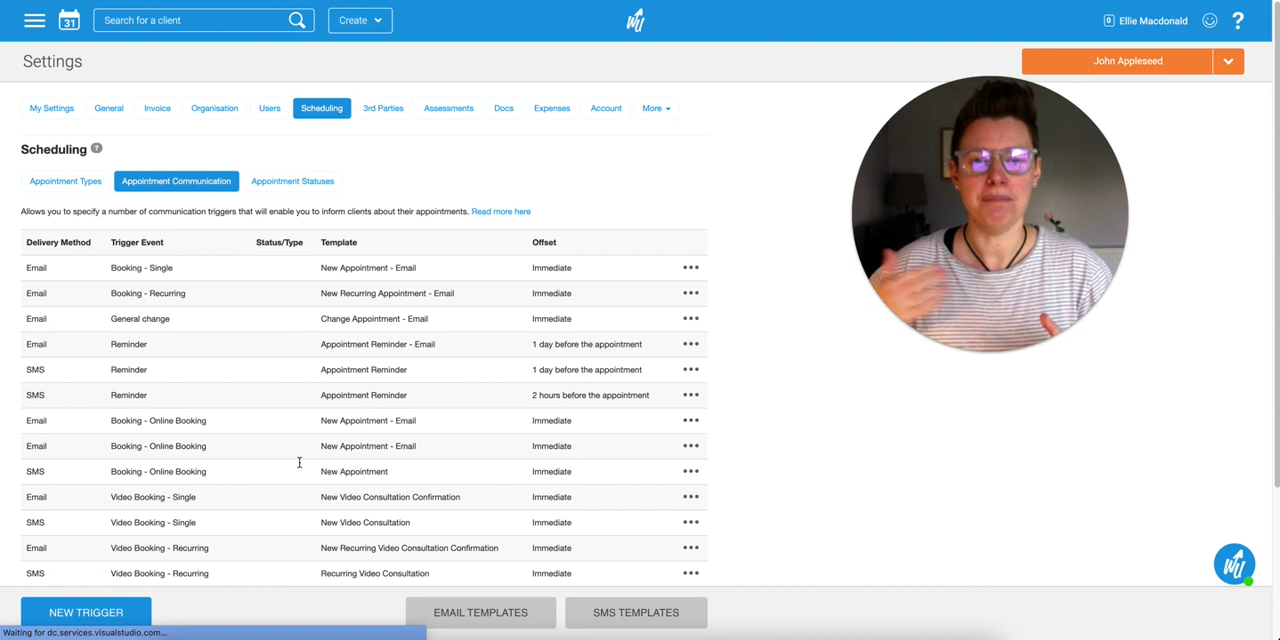 31 Search for a client Create 0 Ellie Macdonald ?
Settings John Appleseed
My Settings General Invoice Organisation Users Scheduling 3rd Parties Assessments Docs Expenses Account More
Scheduling ?
Appointment Types Appointment Communication Appointment Statuses
Allows you to specify a number of communication triggers that will enable you to inform clients about their appointments. Read more here
Delivery Method Trigger Event Status/Type Template Offset
Email Booking - Single New Appointment - Email Immediate
Email Booking - Recurring New Recurring Appointment - Email Immediate
Email General change Change Appointment - Email Immediate
Email Reminder Appointment Reminder - Email 1 day before the appointment
SMS Reminder Appointment Reminder 1 day before the appointment
SMS Reminder Appointment Reminder 2 hours before the appointment
Email Booking - Online Booking New Appointment - Email Immediate
Email Booking - Online Booking New Appointment - Email Immediate
SMS Booking - Online Booking New Appointment Immediate
Email Video Booking - Single New Video Consultation Confirmation Immediate
SMS Video Booking - Single New Video Consultation Immediate
Email Video Booking - Recurring New Recurring Video Consultation Confirmation Immediate
SMS Video Booking - Recurring Recurring Video Consultation Immediate
NEW TRIGGER EMAIL TEMPLATES SMS TEMPLATES
Waiting for dc.services.visualstudio.com...